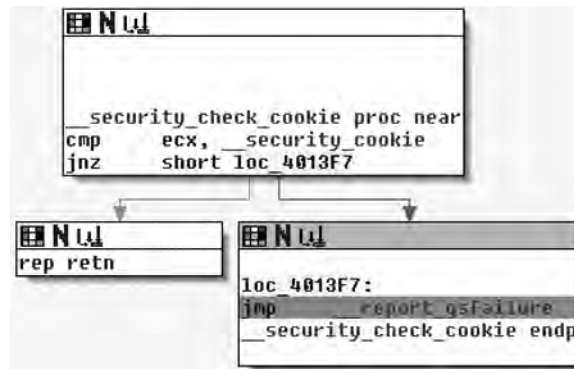 __security_check_cookie proc near
cmp ecx, __security_cookie
jnz short loc_4013F7
rep retn
loc_4013F7:
jmp __report_gsfailure
__security_check_cookie endp